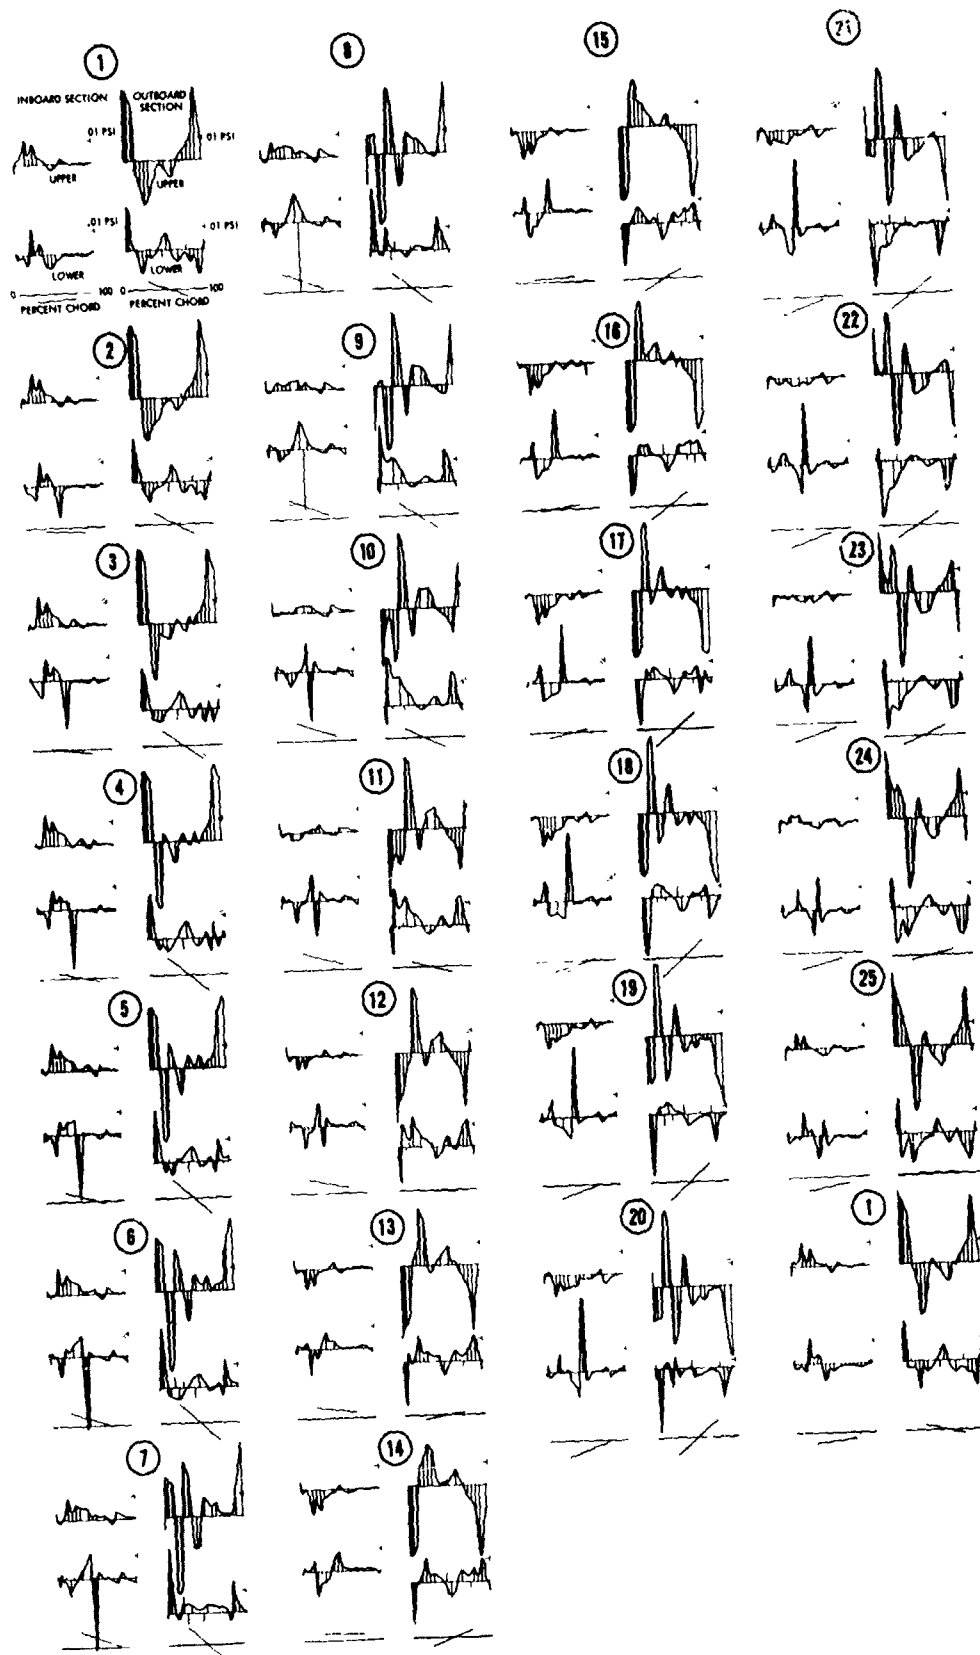 1
INBOARD SECTION
OUTBOARD SECTION
.01 PSI
.01 PSI
UPPER
UPPER
.01 PSI
.01 PSI
LOWER
LOWER
0 100
0 100
PERCENT CHORD
PERCENT CHORD
2
3
4
5
6
7
8
9
10
11
12
13
14
15
16
17
18
19
20
21
22
23
24
25
1